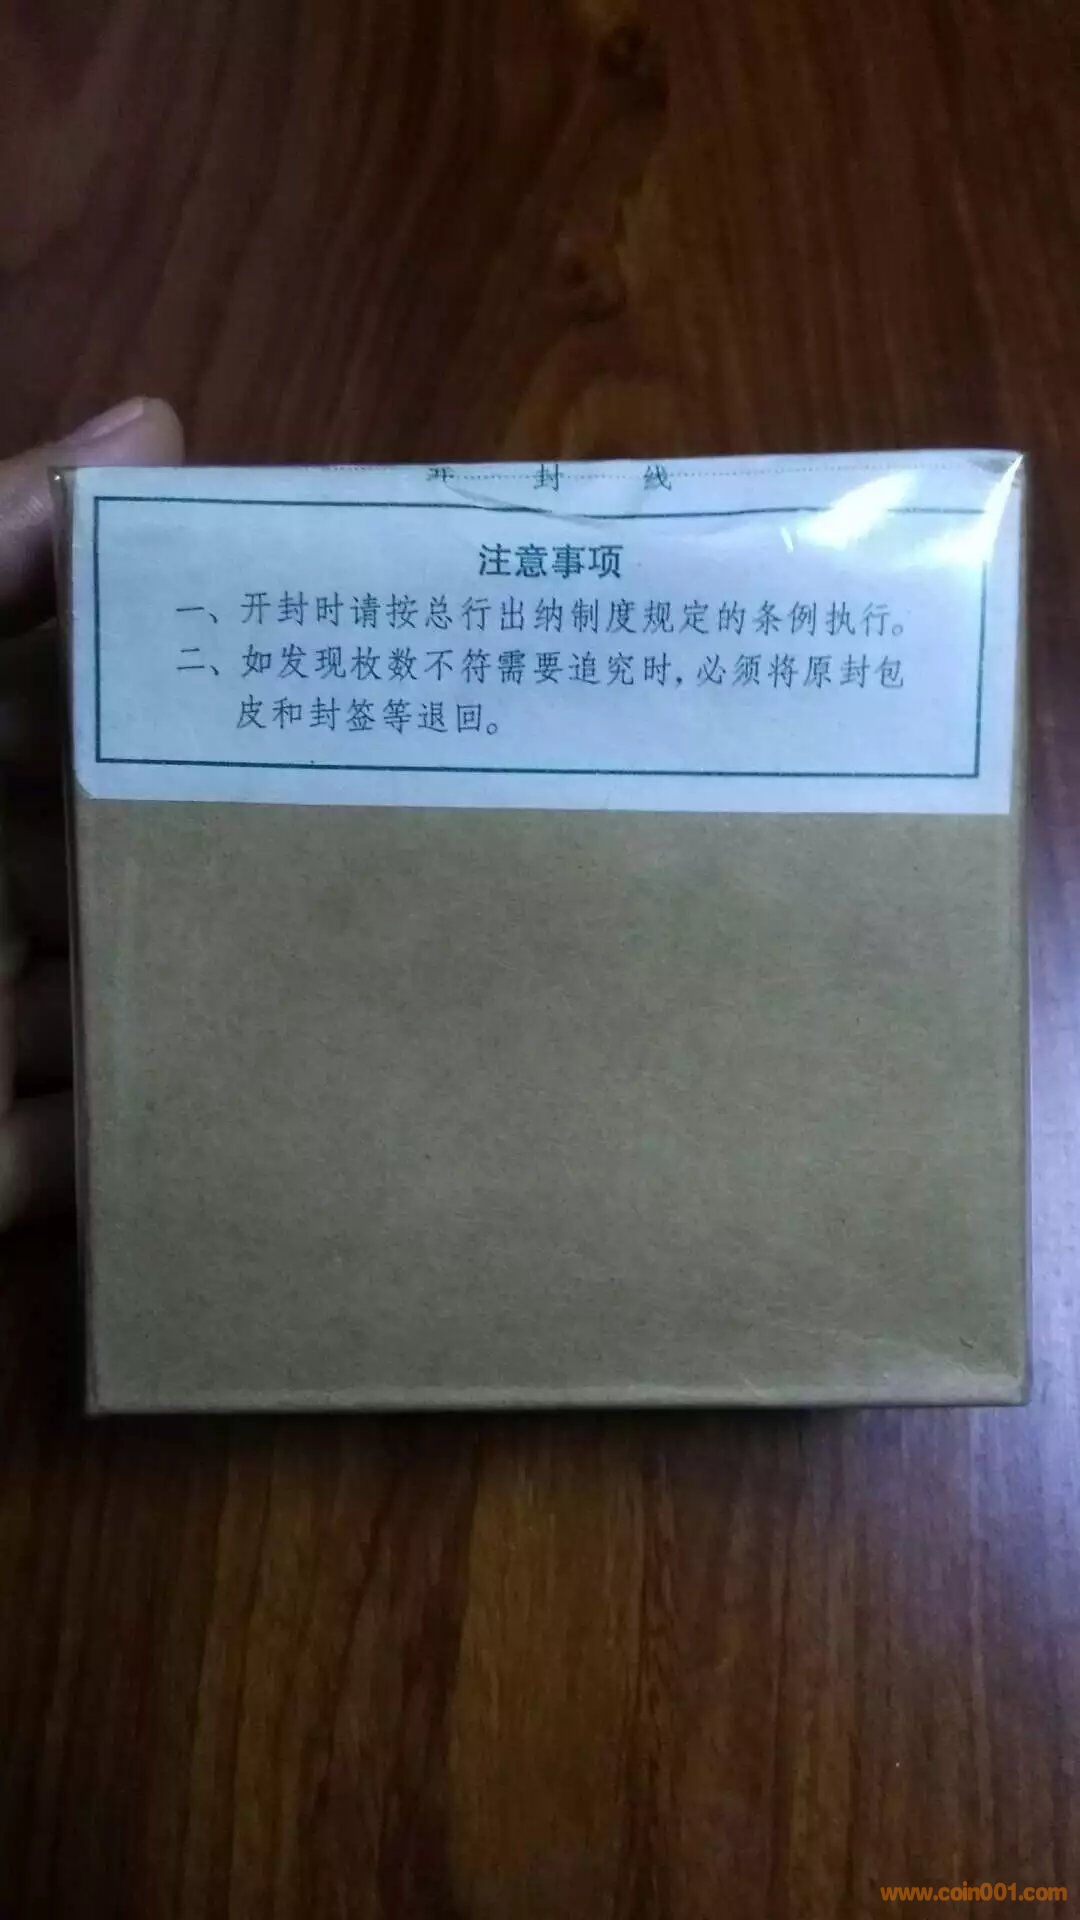 开封线
注意事项
一、开封时请按总行出纳制度规定的条例执行。
二、如发现枚数不符需要追究时,必须将原封包
皮和封签等退回。
www.coin001.com